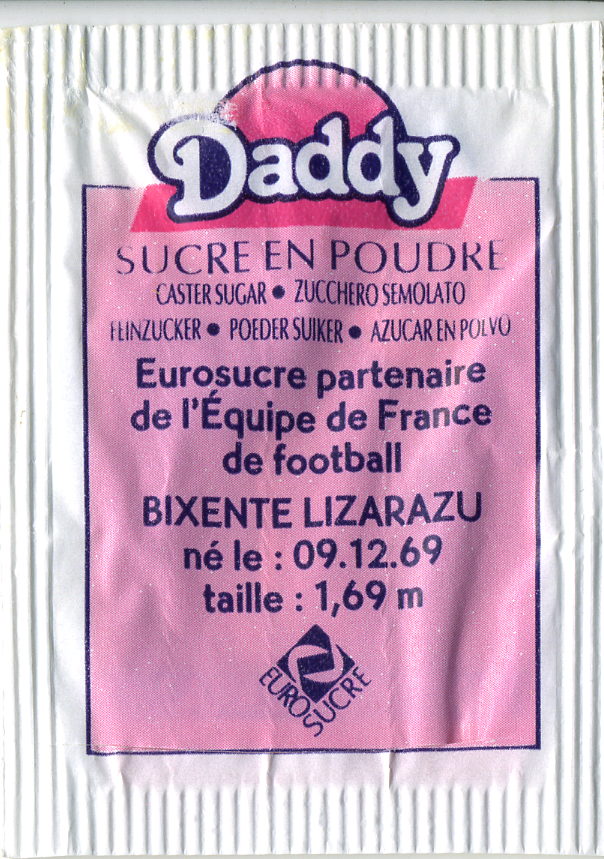 Daddy
SUCRE EN POUDRE
CASTER SUGAR • ZUCCHERO SEMOLATO
FEINZUCKER • POEDER SUIKER • AZUCAR EN POLVO
Eurosucre partenaire
de l'Équipe de France
de football
BIXENTE LIZARAZU
né le : 09.12.69
taille : 1,69 m
EUROSUCRE